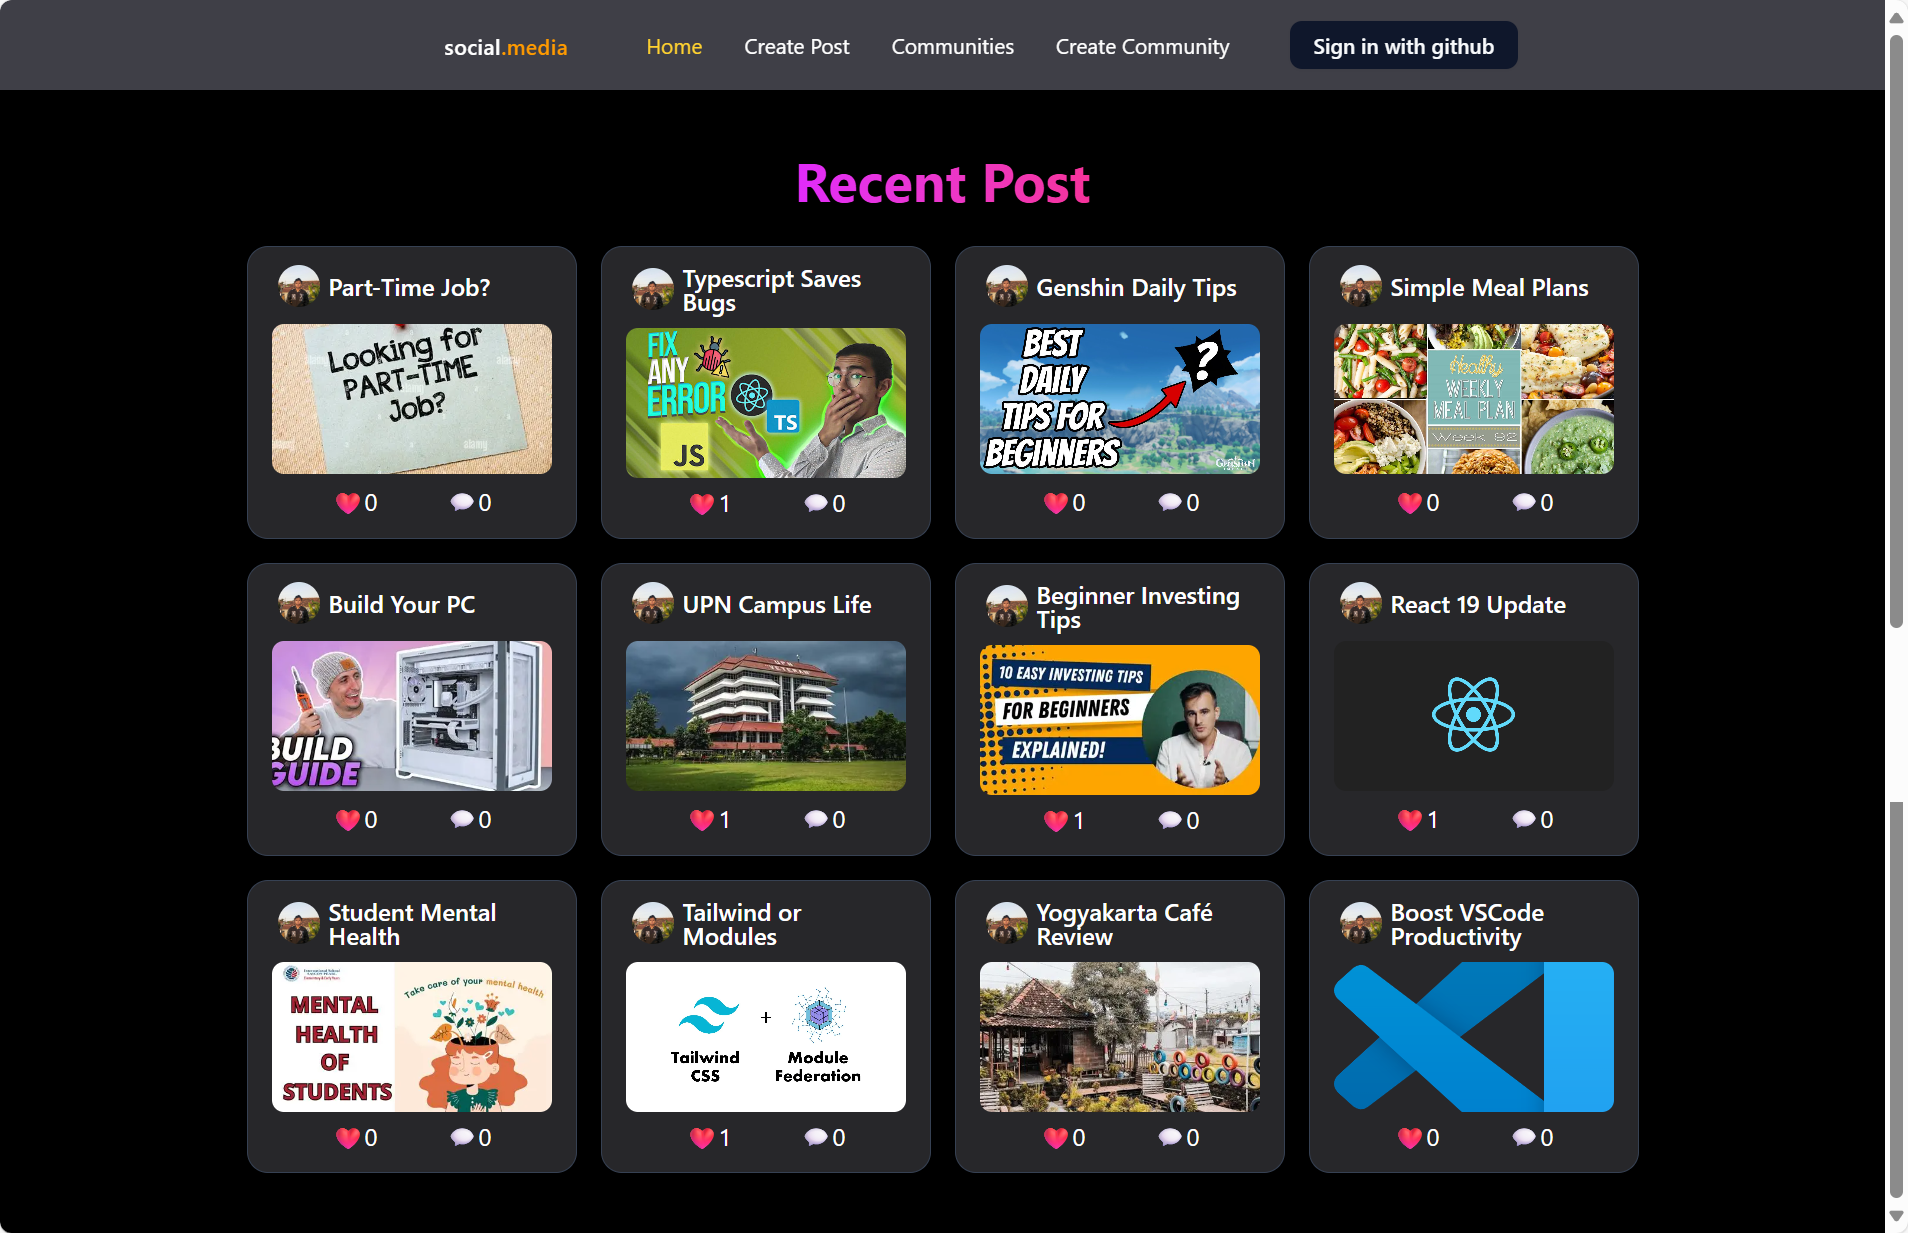 social.media
Home
Create Post
Communities
Create Community
Sign in with github
Recent Post
Part-Time Job?
Looking for
PART-TIME
Job?
alamy
0
0
Typescript Saves
Bugs
FIX
ANY
ERROR
TS
JS
1
0
Genshin Daily Tips
BEST
DAILY
TIPS FOR
BEGINNERS
?
Genshin
0
0
Simple Meal Plans
Healthy
WEEKLY
MEAL PLAN
Week 92
0
0
Build Your PC
BUILD
GUIDE
0
0
UPN Campus Life
UPN
VETERAN
1
0
Beginner Investing
Tips
10 EASY INVESTING TIPS
FOR BEGINNERS
EXPLAINED!
1
0
React 19 Update
1
0
Student Mental
Health
Take care of your mental health
MENTAL
HEALTH
OF
STUDENTS
0
0
Tailwind or
Modules
+
Tailwind
CSS
Module
Federation
1
0
Yogyakarta Café
Review
0
0
Boost VSCode
Productivity
0
0